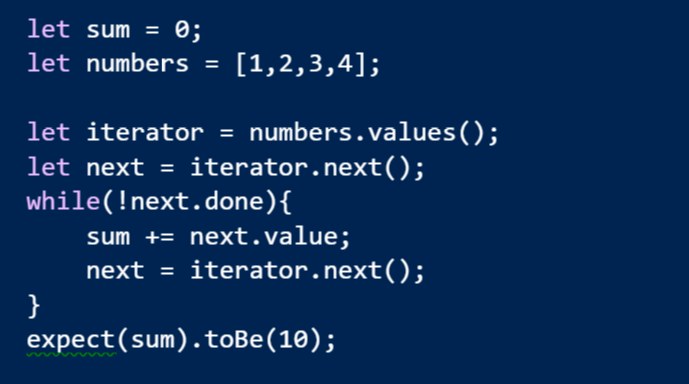 let sum = 0;
let numbers = [1,2,3,4];
let iterator = numbers.values();
let next = iterator.next();
while(!next.done){
    sum += next.value;
    next = iterator.next();
}
expect(sum).toBe(10);